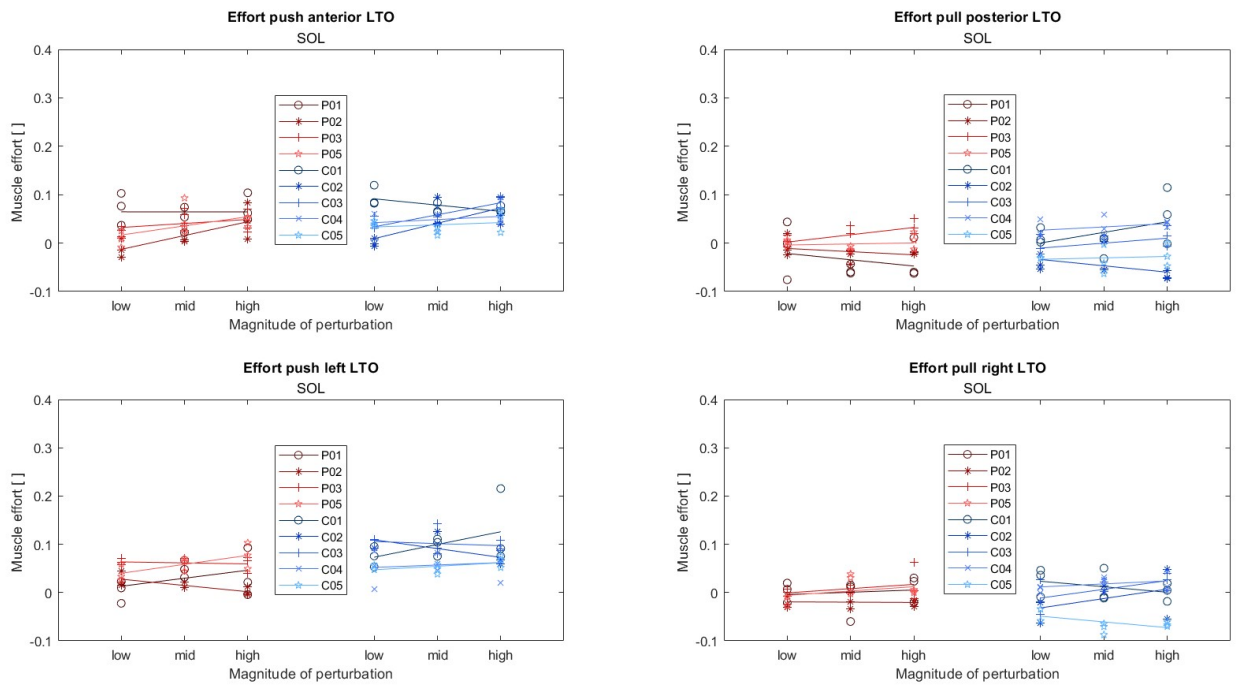 Effort push anterior LTO
SOL
0.4
0.3
0.2
0.1
0
-0.1
Muscle effort [ ]
P01
P02
P03
P05
C01
C02
C03
C04
C05
low mid high low mid high
Magnitude of perturbation
Effort pull posterior LTO
SOL
0.4
0.3
0.2
0.1
0
-0.1
Muscle effort [ ]
P01
P02
P03
P05
C01
C02
C03
C04
C05
low mid high low mid high
Magnitude of perturbation
Effort push left LTO
SOL
0.4
0.3
0.2
0.1
0
-0.1
Muscle effort [ ]
P01
P02
P03
P05
C01
C02
C03
C04
C05
low mid high low mid high
Magnitude of perturbation
Effort pull right LTO
SOL
0.4
0.3
0.2
0.1
0
-0.1
Muscle effort [ ]
P01
P02
P03
P05
C01
C02
C03
C04
C05
low mid high low mid high
Magnitude of perturbation